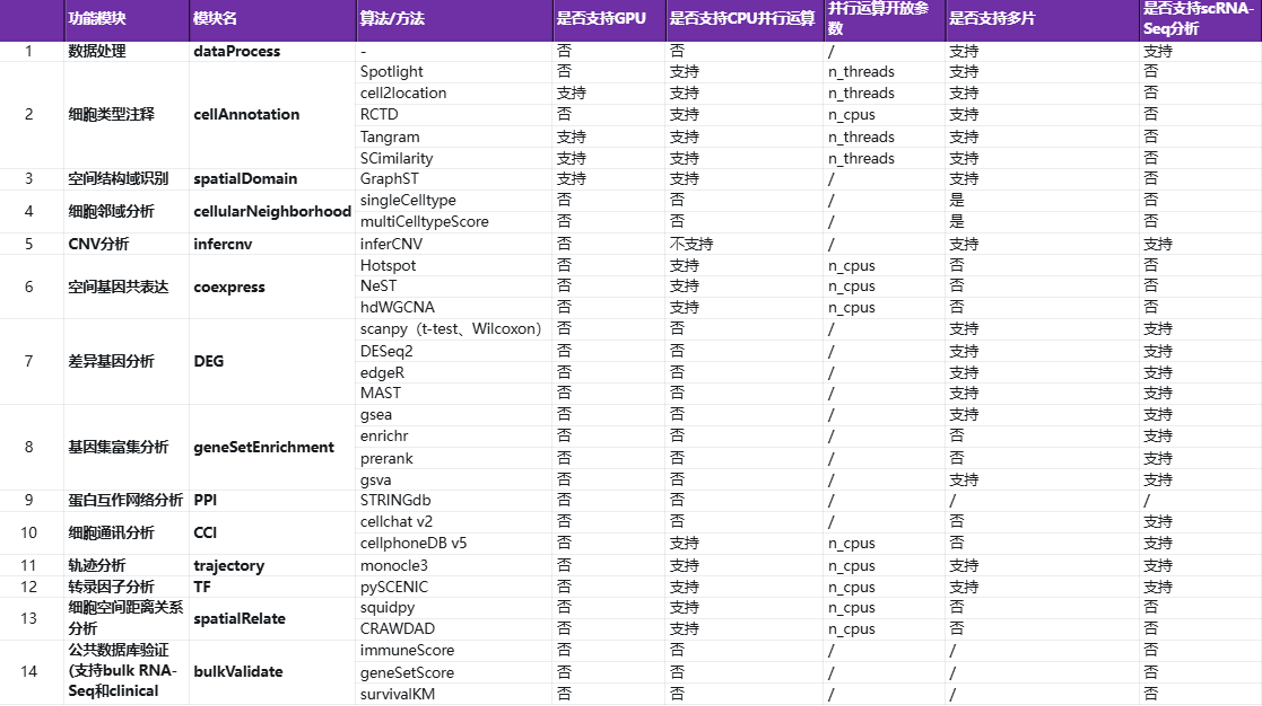 功能模块 模块名 算法/方法 是否支持GPU 是否支持CPU并行运算 并行运算开放参数 是否支持多片 是否支持scRNA-Seq分析
1 数据处理 dataProcess - 否 否 / 支持 支持
Spotlight 否 支持 n_threads 支持 否
cell2location 支持 支持 n_threads 支持 否
2 细胞类型注释 cellAnnotation RCTD 否 支持 n_cpus 支持 否
Tangram 支持 支持 n_threads 支持 否
SCimilarity 支持 支持 n_threads 支持 否
3 空间结构域识别 spatialDomain GraphST 支持 支持 / 支持 否
4 细胞邻域分析 cellularNeighborhood singleCelltype 否 否 / 是 否
multiCelltypeScore 否 否 / 是 否
5 CNV分析 infercnv inferCNV 否 不支持 / 支持 支持
Hotspot 否 支持 n_cpus 否 否
6 空间基因共表达 coexpress NeST 否 支持 n_cpus 否 否
hdWGCNA 否 支持 n_cpus 否 否
scanpy（t-test、Wilcoxon） 否 否 / 支持 支持
7 差异基因分析 DEG DESeq2 否 否 / 支持 支持
edgeR 否 否 / 支持 支持
MAST 否 否 / 支持 支持
gsea 否 否 / 支持 支持
8 基因集富集分析 geneSetEnrichment enrichr 否 否 / 否 支持
prerank 否 否 / 否 支持
gsva 否 否 / 支持 支持
9 蛋白互作网络分析 PPI STRINGdb 否 否 / / /
10 细胞通讯分析 CCI cellchat v2 否 否 / 否 支持
cellphoneDB v5 否 支持 n_cpus 否 支持
11 轨迹分析 trajectory monocle3 否 支持 n_cpus 支持 支持
12 转录因子分析 TF pySCENIC 否 支持 n_cpus 支持 支持
13 细胞空间距离关系分析 spatialRelate squidpy 否 支持 n_cpus 否 否
CRAWDAD 否 支持 n_cpus 否 否
14 公共数据库验证(支持bulk RNA-Seq和clinical bulkValidate immuneScore 否 否 / / 否
geneSetScore 否 否 / / 否
survivalKM 否 否 / / 否